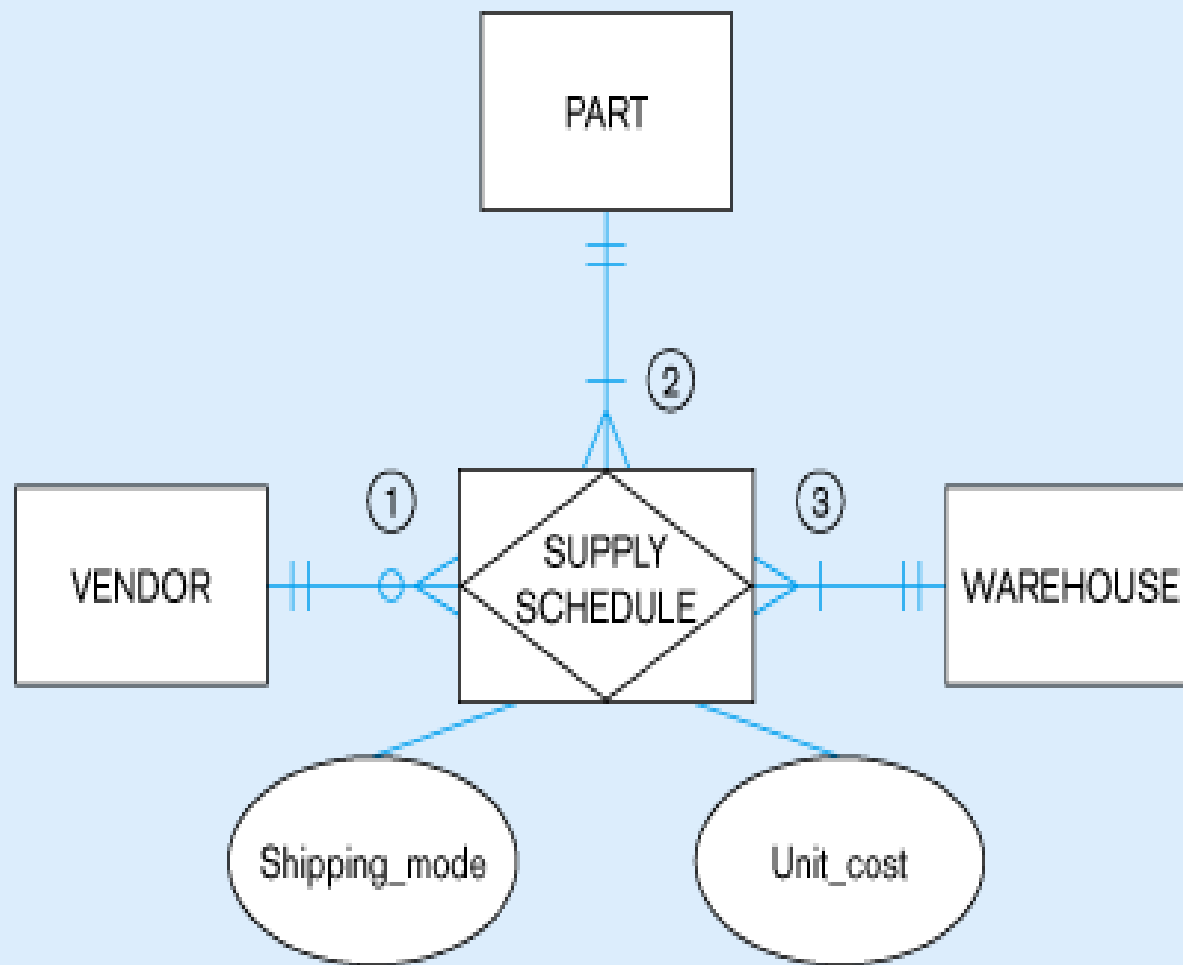 PART
2
1
3
VENDOR
SUPPLY
SCHEDULE
WAREHOUSE
Shipping_mode
Unit_cost